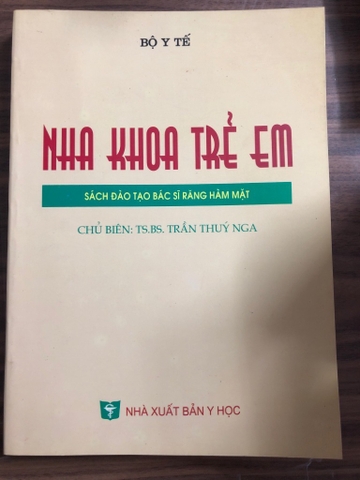 BỘ Y TẾ
NHA KHOA TRẺ EM
SÁCH ĐÀO TẠO BÁC SĨ RĂNG HÀM MẶT
CHỦ BIÊN: TS.BS. TRẦN THUÝ NGA
NHÀ XUẤT BẢN Y HỌC